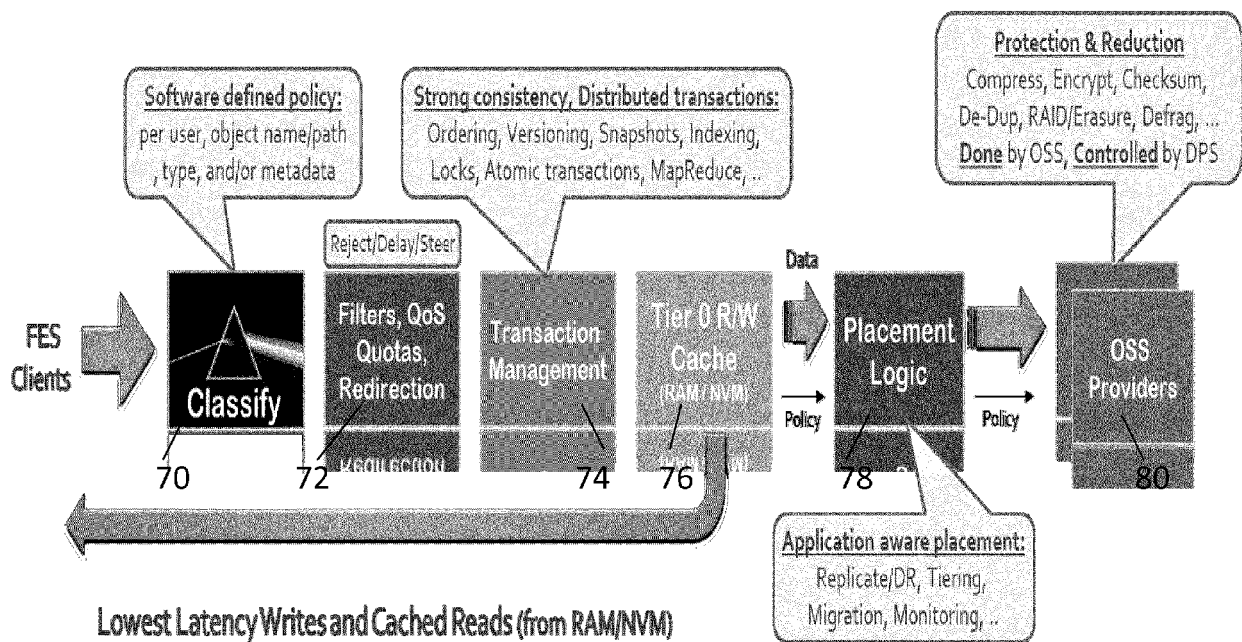 Protection & Reduction
Compress, Encrypt, Checksum,
De-Dup, RAID/Erasure, Defrag, ...
Done by OSS, Controlled by DPS
Software defined policy:
per user, object name/path
, type, and/or metadata
Strong consistency, Distributed transactions:
Ordering, Versioning, Snapshots, Indexing,
Locks, Atomic transactions, MapReduce, ..
Reject/Delay/Steer
FES
Clients
Classify
70
Filters, QoS
Quotas,
Redirection
72
Transaction
Management
74
Tier 0 R/W
Cache
(RAM/ NVM)
76
Data
Policy
Placement
Logic
78
Policy
OSS
Providers
80
Application aware placement:
Replicate/DR, Tiering,
Migration, Monitoring, ..
Lowest Latency Writes and Cached Reads (from RAM/NVM)